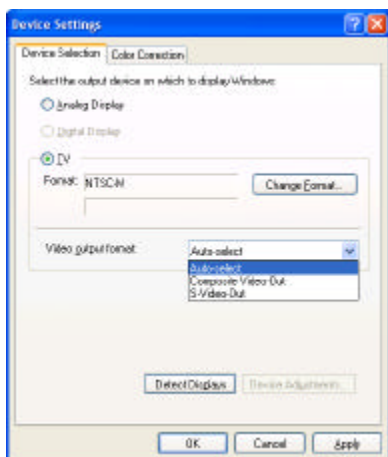 Device Settings
Device Selection
Color Correction
Select the output device on which to display Windows:
Analog Display
Digital Display
TV
Format: NTSC-M
Change Format...
Video output format:
Auto-select
Auto-select
Composite Video-Out
S-Video-Out
Detect Displays
Device Adjustments...
OK
Cancel
Apply